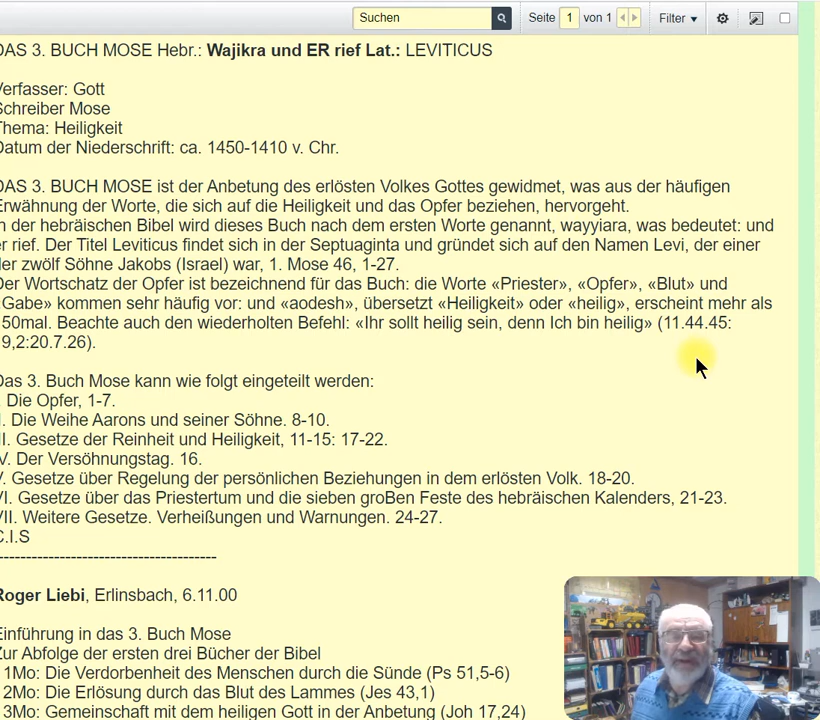 Suchen
Seite 1 von 1
Filter
DAS 3. BUCH MOSE Hebr.: Wajikra und ER rief Lat.: LEVITICUS
Verfasser: Gott
Schreiber Mose
Thema: Heiligkeit
Datum der Niederschrift: ca. 1450-1410 v. Chr.
DAS 3. BUCH MOSE ist der Anbetung des erlösten Volkes Gottes gewidmet, was aus der häufigen
Erwähnung der Worte, die sich auf die Heiligkeit und das Opfer beziehen, hervorgeht.
n der hebräischen Bibel wird dieses Buch nach dem ersten Worte genannt, wayyiara, was bedeutet: und
er rief. Der Titel Leviticus findet sich in der Septuaginta und gründet sich auf den Namen Levi, der einer
der zwölf Söhne Jakobs (Israel) war, 1. Mose 46, 1-27.
Der Wortschatz der Opfer ist bezeichnend für das Buch: die Worte «Priester», «Opfer», «Blut» und
«Gabe» kommen sehr häufig vor: und «aodesh», übersetzt «Heiligkeit» oder «heilig», erscheint mehr als
50mal. Beachte auch den wiederholten Befehl: «Ihr sollt heilig sein, denn Ich bin heilig» (11.44.45:
9,2:20.7.26).
Das 3. Buch Mose kann wie folgt eingeteilt werden:
. Die Opfer, 1-7.
I. Die Weihe Aarons und seiner Söhne. 8-10.
II. Gesetze der Reinheit und Heiligkeit, 11-15: 17-22.
V. Der Versöhnungstag. 16.
V. Gesetze über Regelung der persönlichen Beziehungen in dem erlösten Volk. 18-20.
VI. Gesetze über das Priestertum und die sieben groBen Feste des hebräischen Kalenders, 21-23.
VII. Weitere Gesetze. Verheißungen und Warnungen. 24-27.
C.I.S
----------------------------------------
Roger Liebi, Erlinsbach, 6.11.00
Einführung in das 3. Buch Mose
Zur Abfolge der ersten drei Bücher der Bibel
1Mo: Die Verdorbenheit des Menschen durch die Sünde (Ps 51,5-6)
2Mo: Die Erlösung durch das Blut des Lammes (Jes 43,1)
3Mo: Gemeinschaft mit dem heiligen Gott in der Anbetung (Joh 17,24)